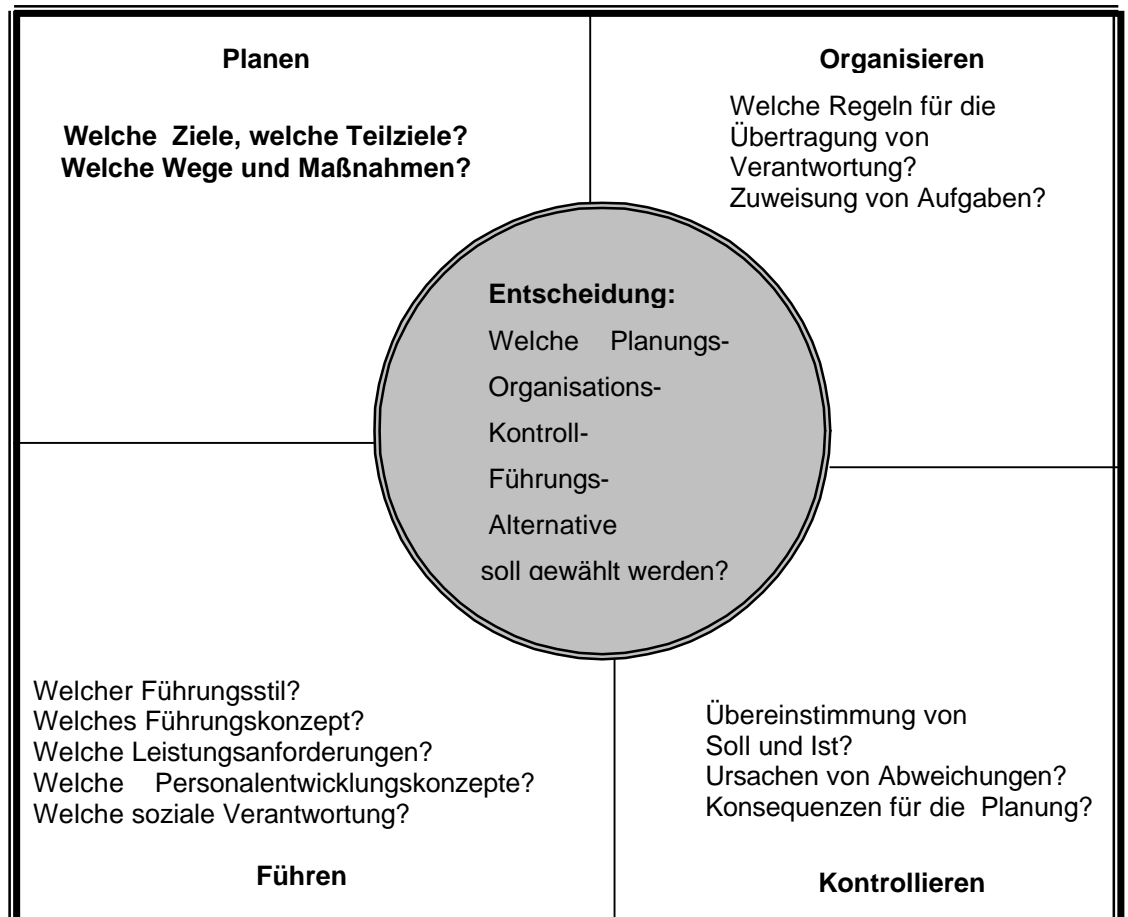 Planen
Welche Ziele, welche Teilziele?
Welche Wege und Maßnahmen?
Organisieren
Welche Regeln für die
Übertragung von
Verantwortung?
Zuweisung von Aufgaben?
Entscheidung:
Welche Planungs-
Organisations-
Kontroll-
Führungs-
Alternative
soll gewählt werden?
Welcher Führungsstil?
Welches Führungskonzept?
Welche Leistungsanforderungen?
Welche Personalentwicklungskonzepte?
Welche soziale Verantwortung?
Führen
Übereinstimmung von
Soll und Ist?
Ursachen von Abweichungen?
Konsequenzen für die Planung?
Kontrollieren